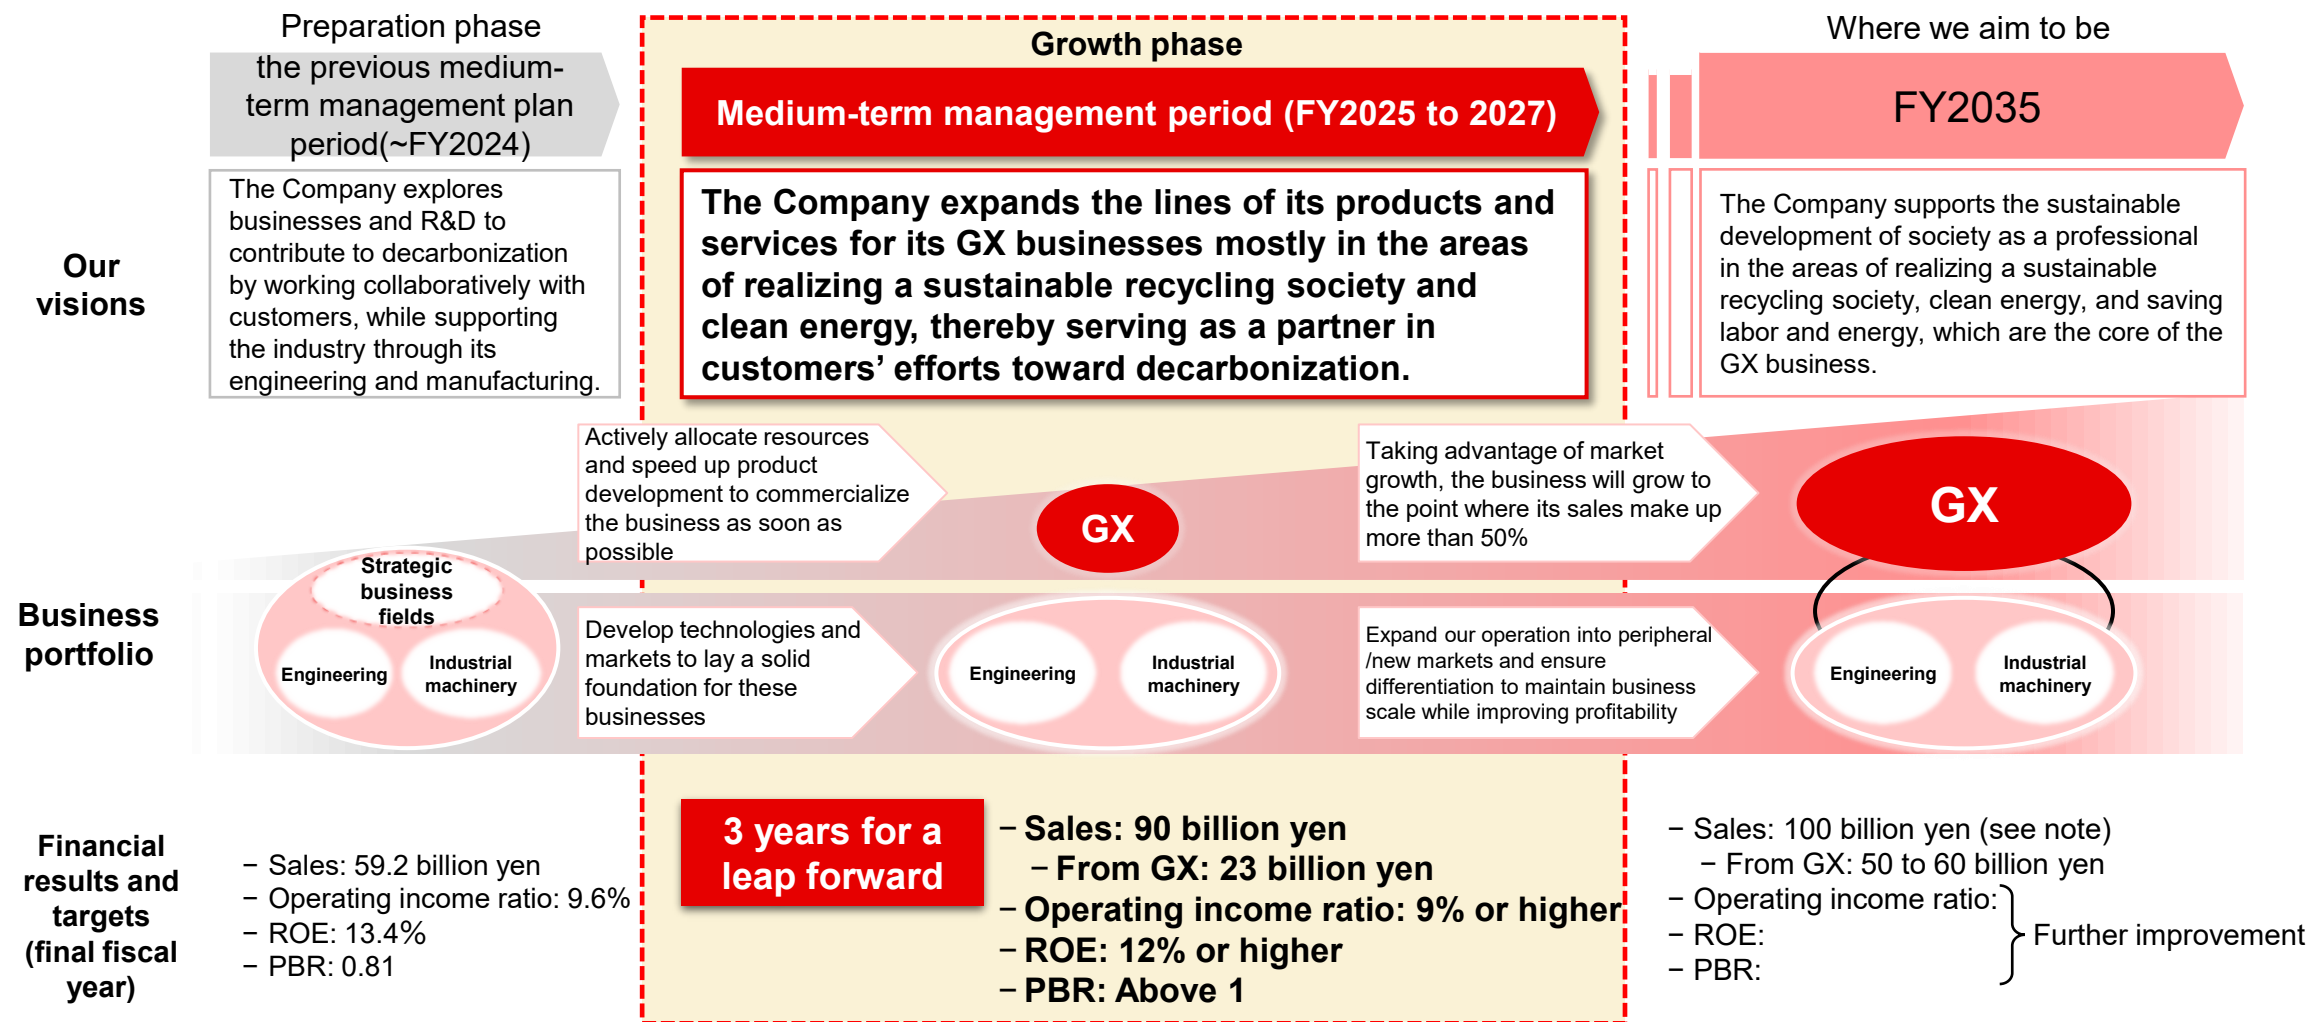 Preparation phase
the previous medium-
term management plan
period(~FY2024)
Growth phase
Medium-term management period (FY2025 to 2027)
Where we aim to be
FY2035
Our
visions
The Company explores
businesses and R&D to
contribute to decarbonization
by working collaboratively with
customers, while supporting
the industry through its
engineering and manufacturing.
The Company expands the lines of its products and
services for its GX businesses mostly in the areas
of realizing a sustainable recycling society and
clean energy, thereby serving as a partner in
customers’ efforts toward decarbonization.
The Company supports the sustainable
development of society as a professional
in the areas of realizing a sustainable
recycling society, clean energy, and saving
labor and energy, which are the core of the
GX business.
Business
portfolio
Strategic
business
fields
Engineering
Industrial
machinery
Actively allocate resources
and speed up product
development to commercialize
the business as soon as
possible
Develop technologies and
markets to lay a solid
foundation for these
businesses
GX
Engineering
Industrial
machinery
Taking advantage of market
growth, the business will grow to
the point where its sales make up
more than 50%
Expand our operation into peripheral
/new markets and ensure
differentiation to maintain business
scale while improving profitability
GX
Engineering
Industrial
machinery
Financial
results and
targets
(final fiscal
year)
− Sales: 59.2 billion yen
− Operating income ratio: 9.6%
− ROE: 13.4%
− PBR: 0.81
3 years for a
leap forward
− Sales: 90 billion yen
− From GX: 23 billion yen
− Operating income ratio: 9% or higher
− ROE: 12% or higher
− PBR: Above 1
− Sales: 100 billion yen (see note)
− From GX: 50 to 60 billion yen
− Operating income ratio:
− ROE:
− PBR:
Further improvement